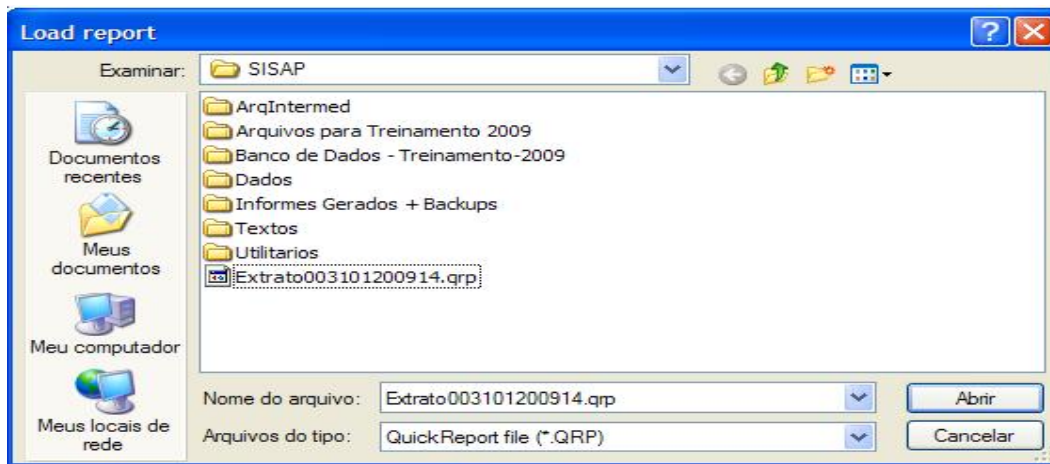 Load report
Examinar: SISAP
ArqIntermed
Arquivos para Treinamento 2009
Banco de Dados - Treinamento-2009
Dados
Informes Gerados + Backups
Textos
Utilitarios
Extrato003101200914.qrp
Documentos
recentes
Meus
documentos
Meu computador
Meus locais de
rede
Nome do arquivo: Extrato003101200914.qrp Abrir
Arquivos do tipo: QuickReport file (*.QRP) Cancelar